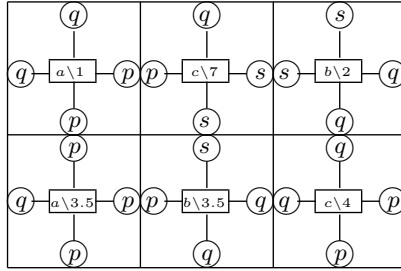 q q s
q a\1 p p c\7 s s b\2 q
p s q
p s q
q a\3.5 p p b\3.5 q q c\4 p
p q p